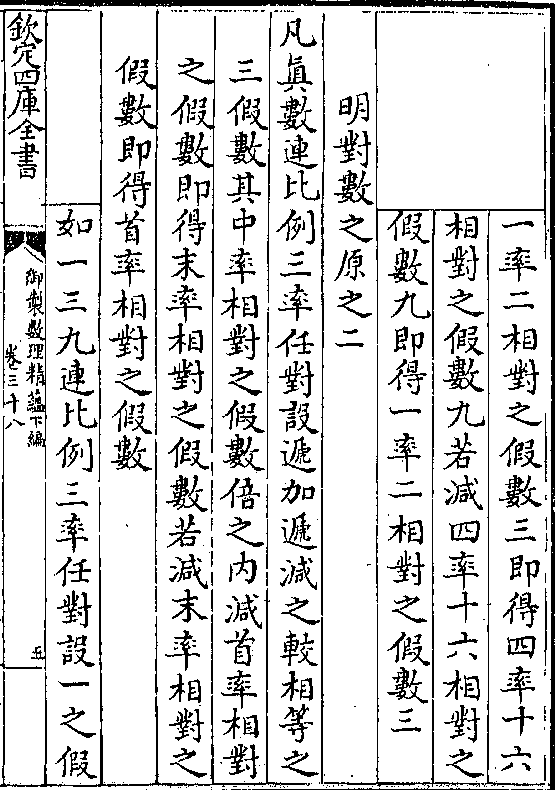 一率二相對之假數三即得四率十六
相對之假數九若減四率十六相對之
假數九即得一率二相對之假數三
明對數之原之二
凡眞數連比例三率任對設遞加遞減之較相等之
三假數其中率相對之假數倍之内減首率相對
之假數即得末率相對之假數若減末率相對之
假數即得首率相對之假數
如一三九連比例三率任對設一之假
欽定四庫全書
御製數理精蘊下編
卷三十八
五